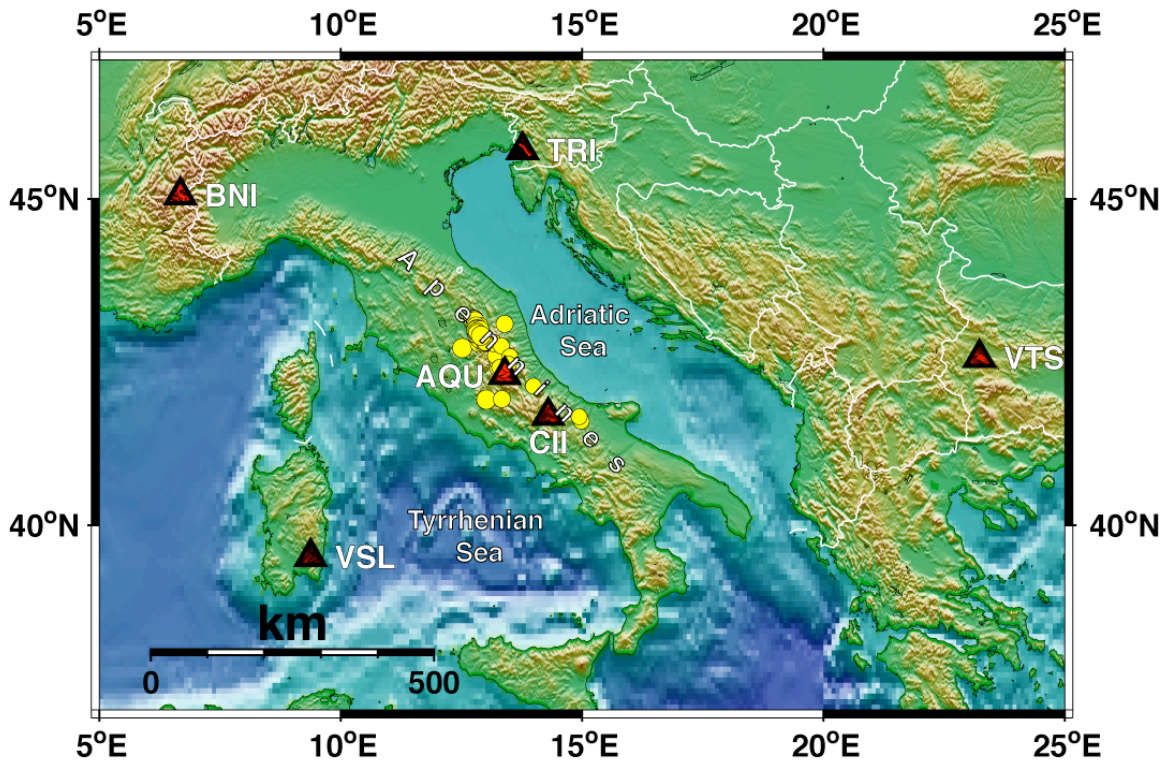 5°E 10°E 15°E 20°E 25°E
TRI
45°N BNI 45°N
A p e n n i n e s
Adriatic
Sea
AQU
VTS
CII
40°N 40°N
Tyrrhenian
Sea
VSL
km
0 500
5°E 10°E 15°E 20°E 25°E